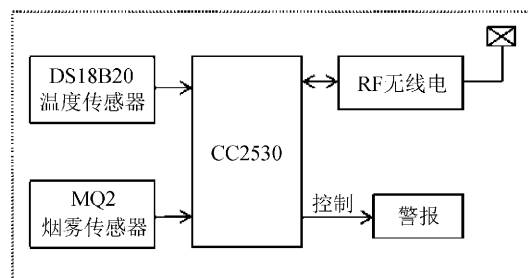 DS18B20
温度传感器
RF无线电
CC2530
MQ2
烟雾传感器
控制
警报